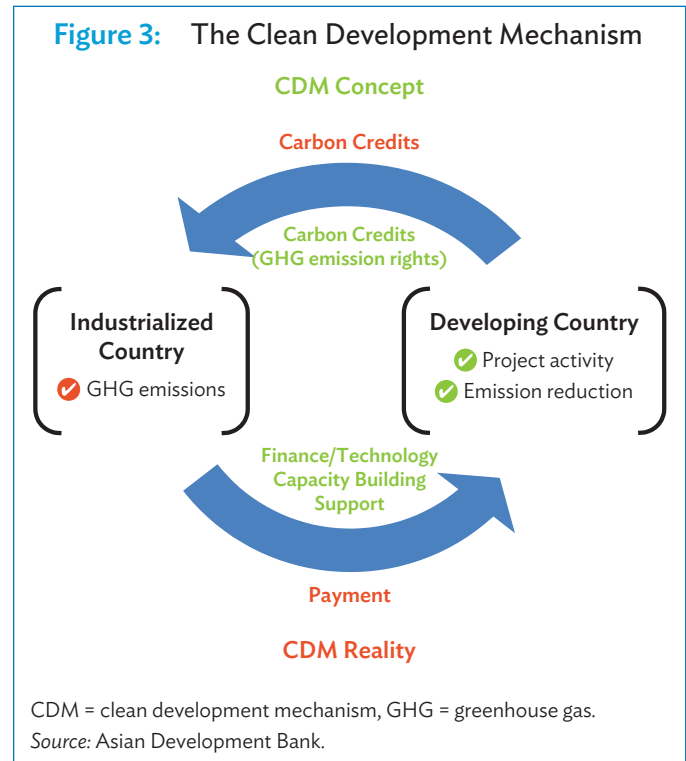 Figure 3: The Clean Development Mechanism
CDM Concept
Carbon Credits
Carbon Credits
(GHG emission rights)
Industrialized
Country
GHG emissions
Developing Country
Project activity
Emission reduction
Finance/Technology
Capacity Building
Support
Payment
CDM Reality
CDM = clean development mechanism, GHG = greenhouse gas.
Source: Asian Development Bank.